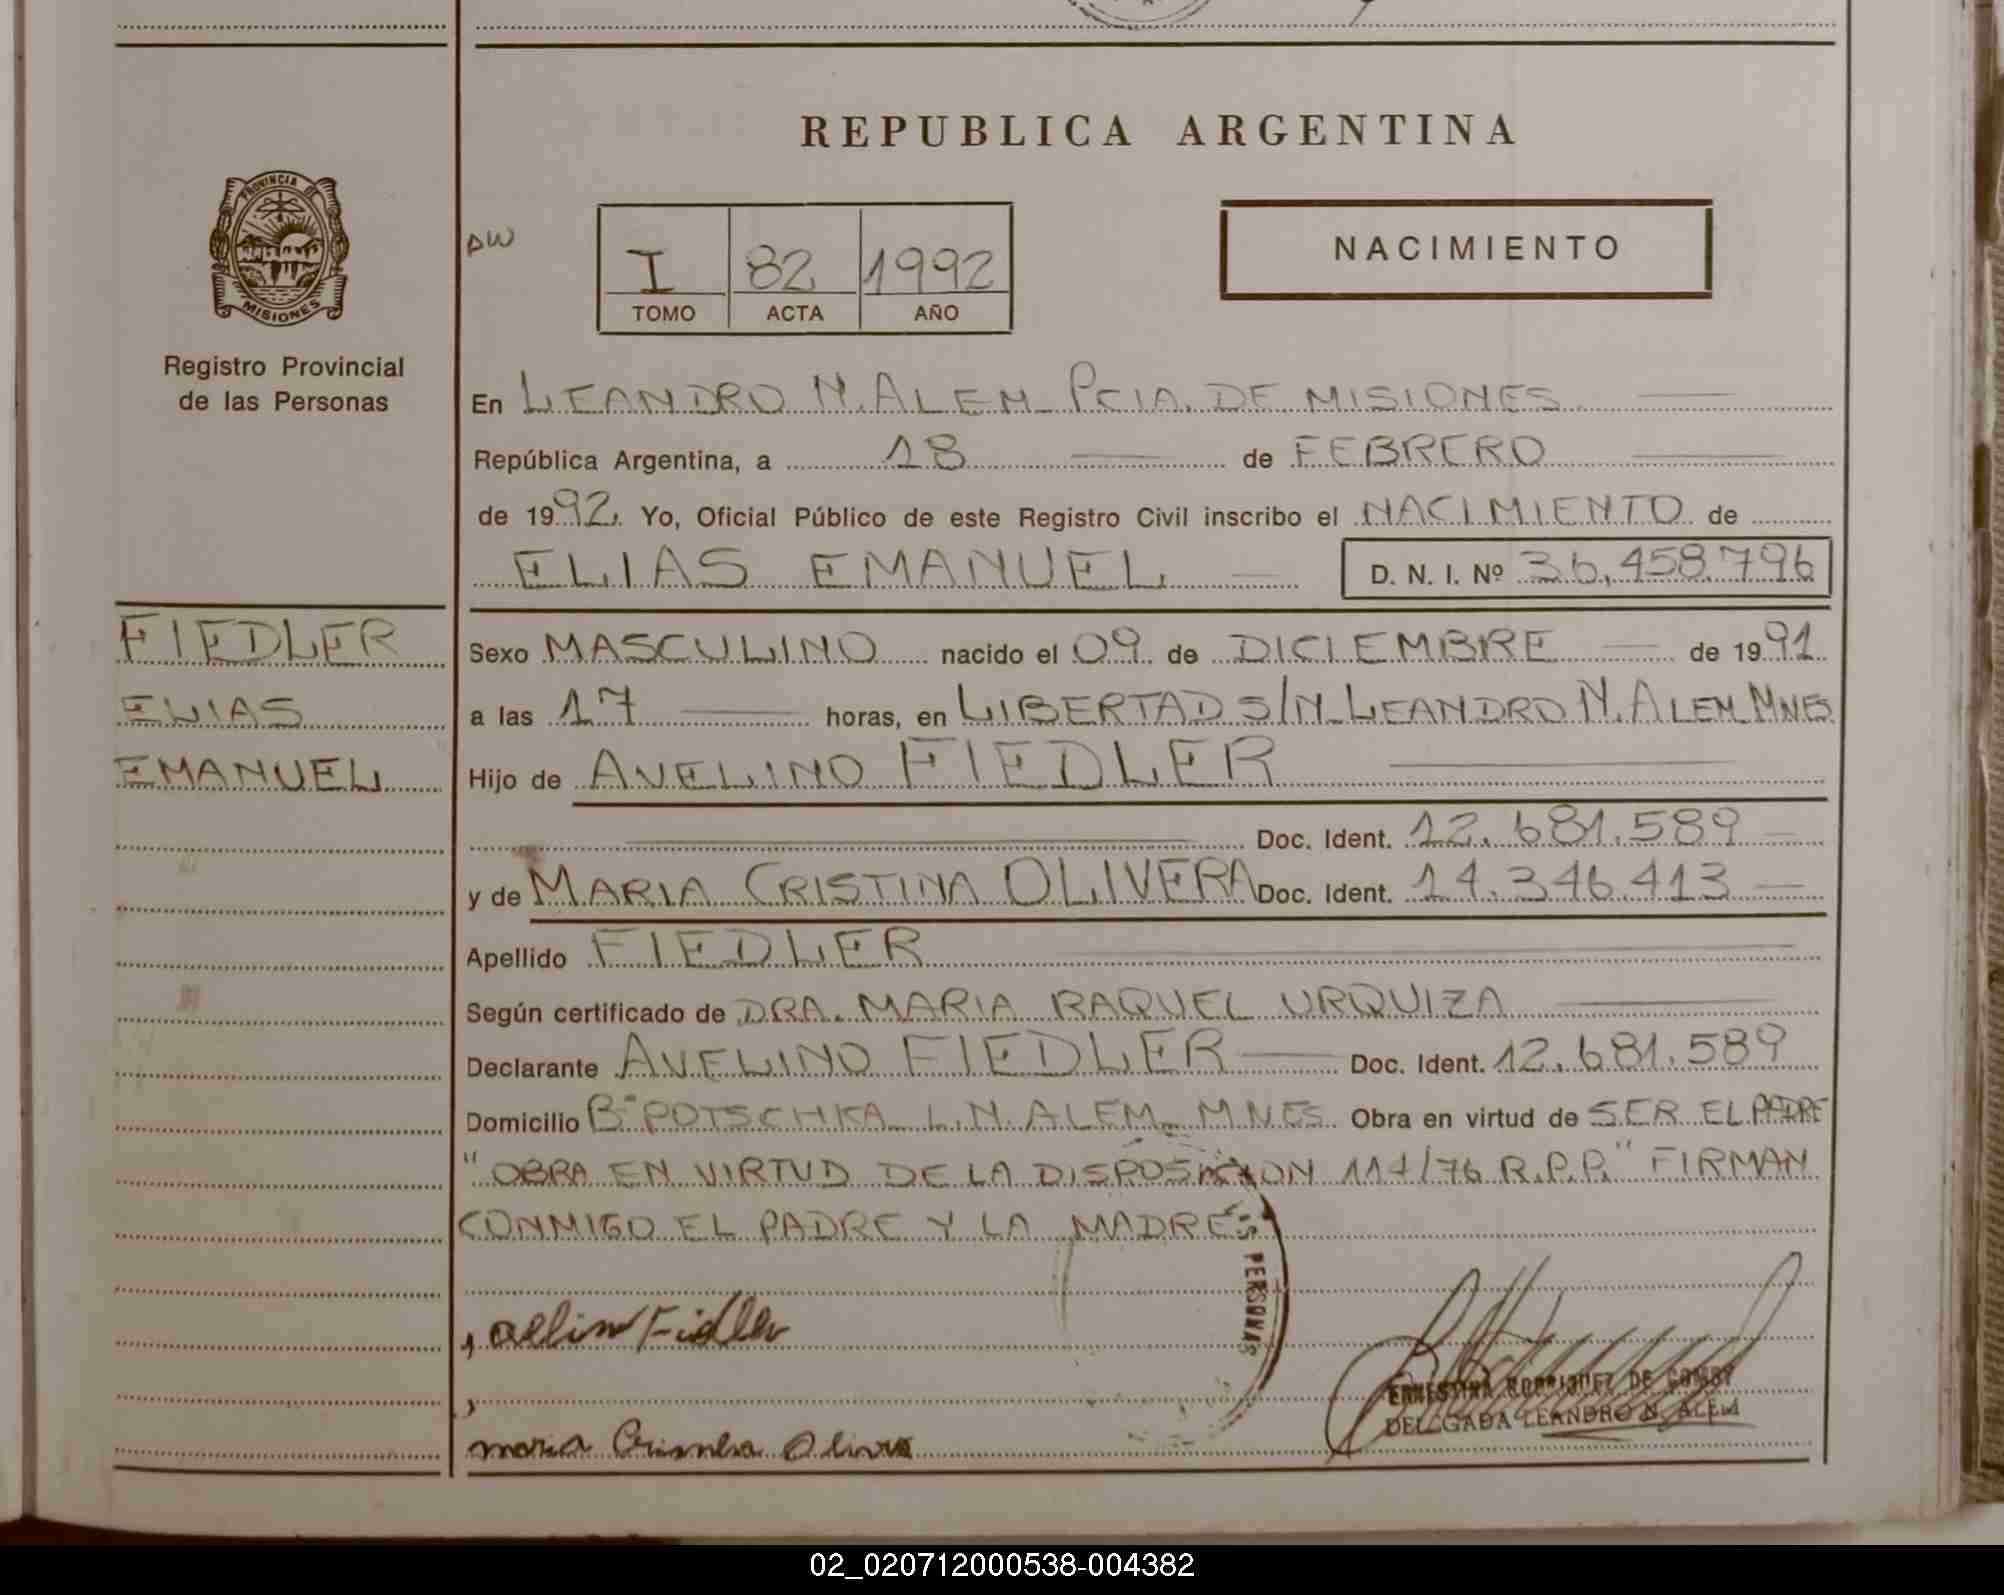 REPUBLICA ARGENTINA
PROVINCIA DE
MISIONES
Registro Provincial
de las Personas
DW
I 82 1992
TOMO ACTA AÑO
NACIMIENTO
En LEANDRO N. ALEM PCIA. DE MISIONES
República Argentina, a 18 de FEBRERO
de 1992. Yo, Oficial Público de este Registro Civil inscribo el NACIMIENTO de
ELIAS EMANUEL D. N. I. Nº 36,458.796
FIEDLER
ELIAS
EMANUEL
Sexo MASCULINO nacido el 09 de DICIEMBRE de 1991
a las 17 horas, en LIBERTAD S/N LEANDRO N. ALEM MNES
Hijo de AVELINO FIEDLER
Doc. Ident. 12.681.589
y de MARIA CRISTINA OLIVERA Doc. Ident. 14.346.413
Apellido FIEDLER
Según certificado de DRA. MARIA RAQUEL URQUIZA
Declarante AVELINO FIEDLER Doc. Ident. 12.681.589
Domicilio Bº POTSCHKA L.N. ALEM MNES. Obra en virtud de SER EL PADRE
"OBRA EN VIRTUD DE LA DISPOSICION 114/76 R.P.P." FIRMAN
CONMIGO EL PADRE Y LA MADRE
PERSONAS
Fidler
maria Olivera
ERNESTINA RODRIGUEZ DE
DELEGADA LEANDRO N. ALEM
02_020712000538-004382